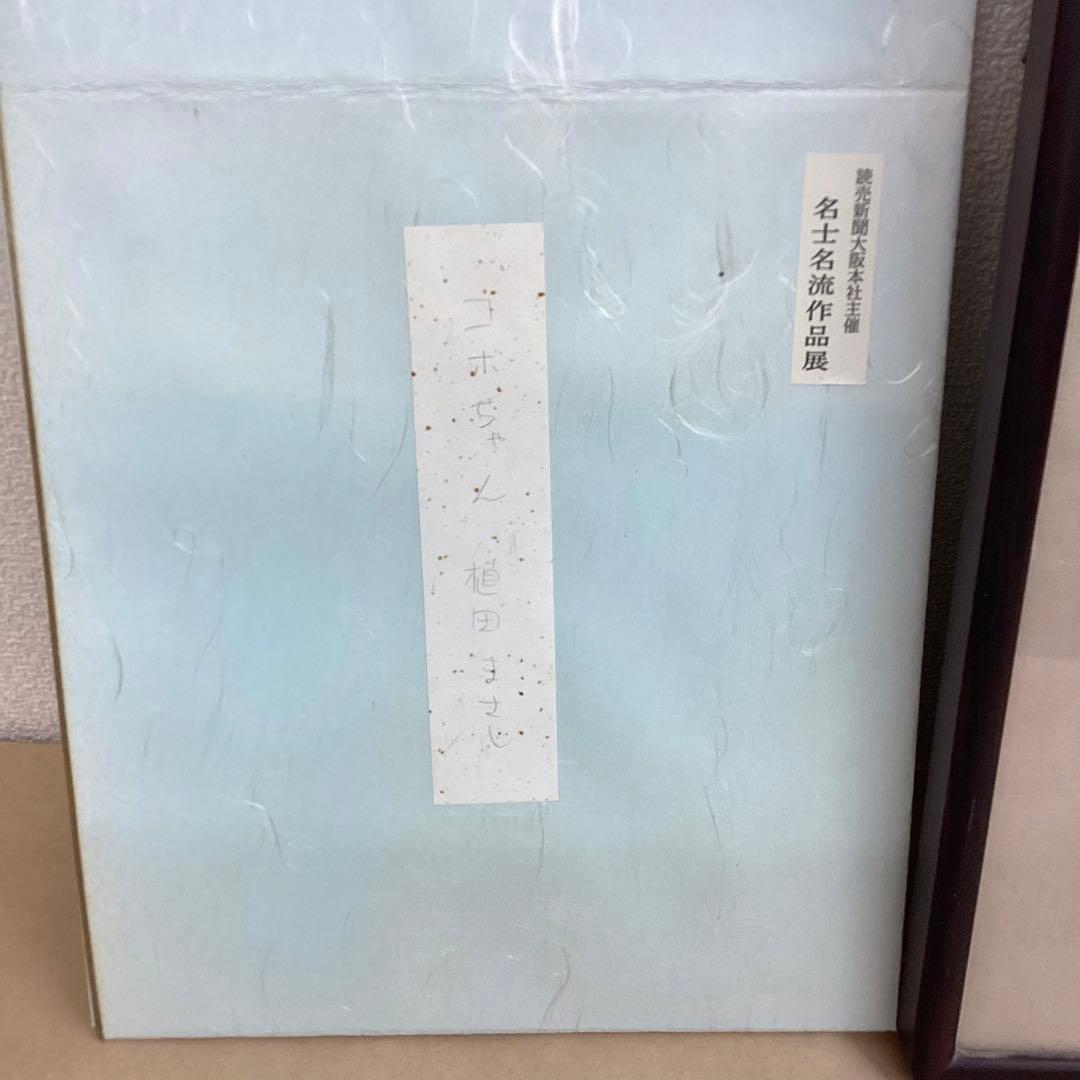 読売新聞大阪本社主催
名士名流作品展
コボちゃん 植田まさし